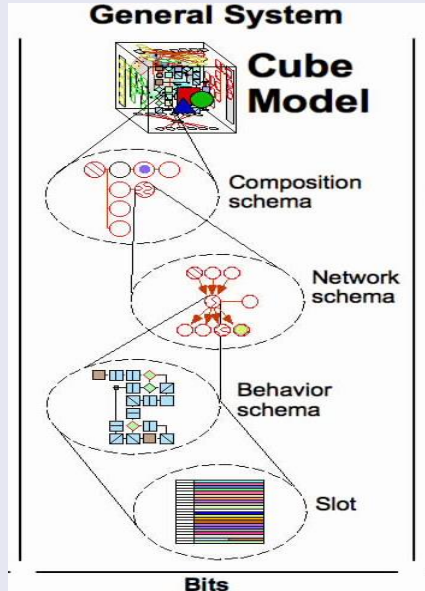 General System
Cube
Model
Composition
schema
Network
schema
Behavior
schema
Slot
Bits